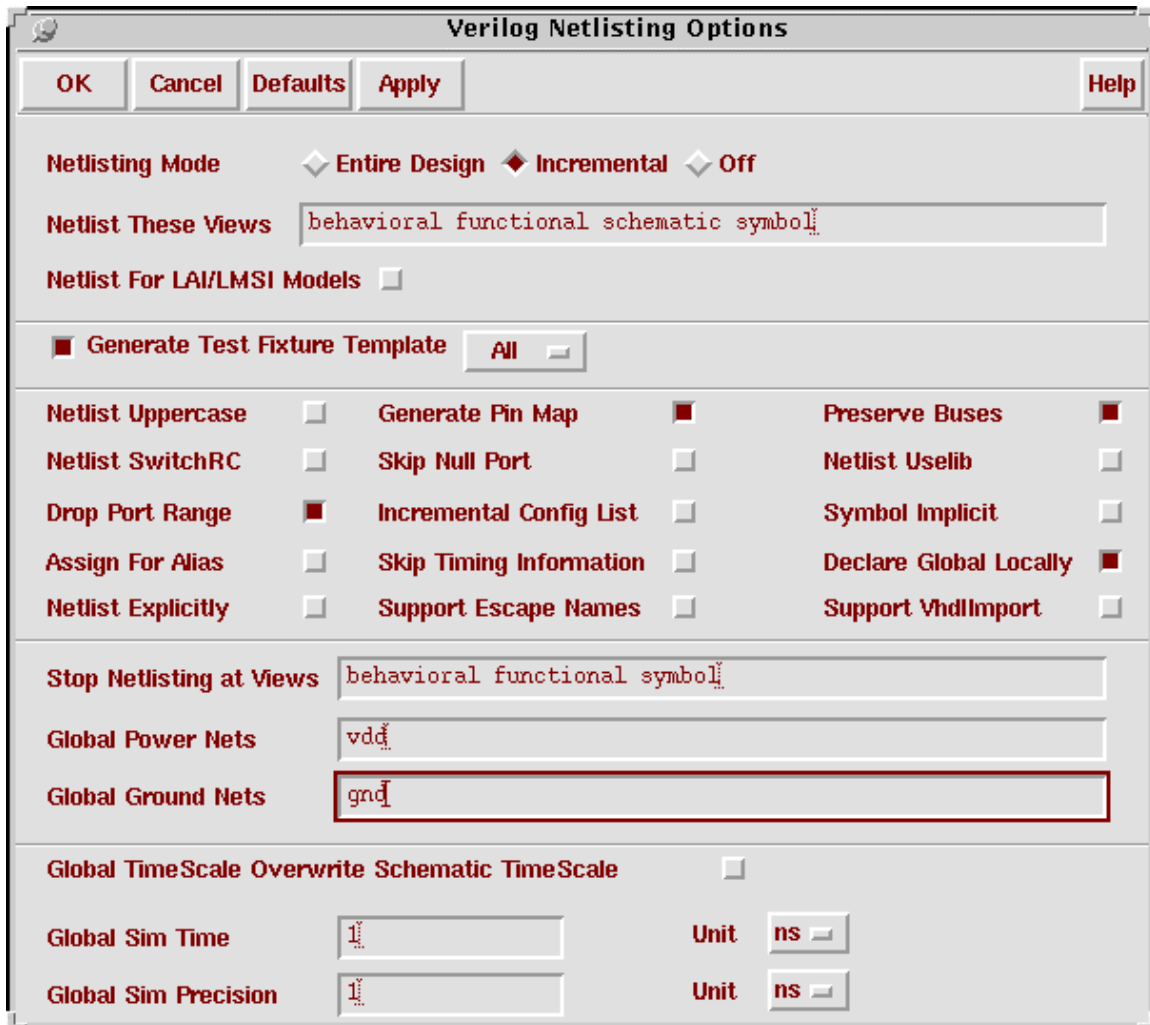 Verilog Netlisting Options
OK Cancel Defaults Apply Help
Netlisting Mode Entire Design Incremental Off
Netlist These Views behavioral functional schematic symbol
Netlist For LAI/LMSI Models
Generate Test Fixture Template All
Netlist Uppercase Generate Pin Map Preserve Buses
Netlist SwitchRC Skip Null Port Netlist Uselib
Drop Port Range Incremental Config List Symbol Implicit
Assign For Alias Skip Timing Information Declare Global Locally
Netlist Explicitly Support Escape Names Support VhdlImport
Stop Netlisting at Views behavioral functional symbol
Global Power Nets vdd
Global Ground Nets gnd
Global TimeScale Overwrite Schematic TimeScale
Global Sim Time 1 Unit ns
Global Sim Precision 1 Unit ns